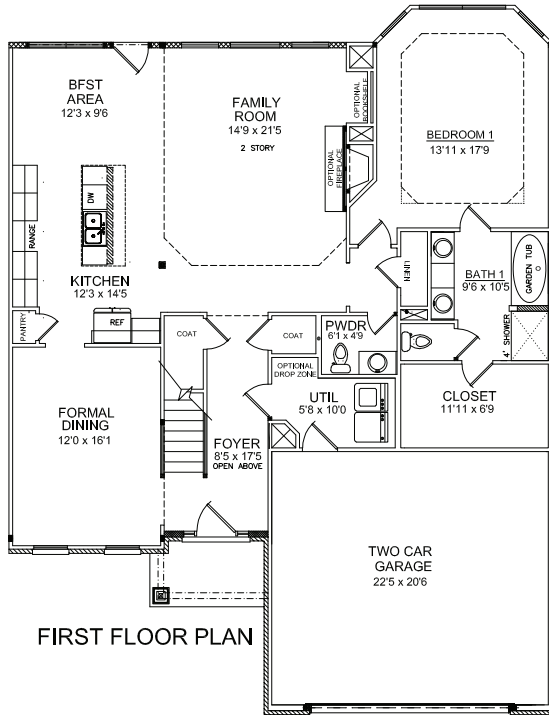 BFST
AREA
12'3 x 9'6
FAMILY
ROOM
14'9 x 21'5
2 STORY
OPTIONAL
BOOKSHELF
OPTIONAL
FIREPLACE
BEDROOM 1
13'11 x 17'9
DW
RANGE
KITCHEN
12'3 x 14'5
PANTRY
REF
LINEN
BATH 1
9'6 x 10'5
GARDEN TUB
4' SHOWER
COAT
COAT
PWDR
6'1 x 4'9
OPTIONAL
DROP ZONE
UTIL
5'8 x 10'0
CLOSET
11'11 x 6'9
FORMAL
DINING
12'0 x 16'1
FOYER
8'5 x 17'5
OPEN ABOVE
TWO CAR
GARAGE
22'5 x 20'6
FIRST FLOOR PLAN